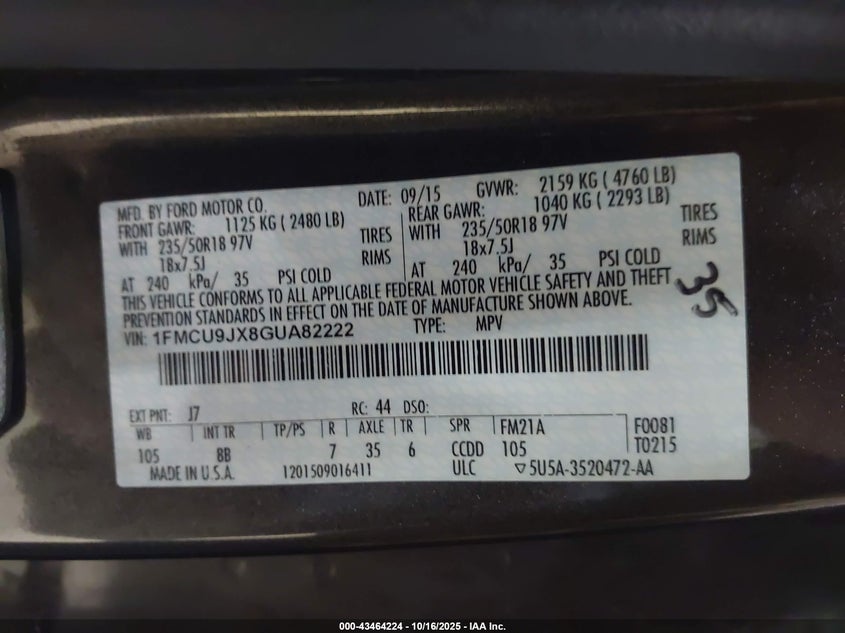 MFD. BY FORD MOTOR CO. DATE: 09/15 GVWR: 2159 KG ( 4760 LB)
FRONT GAWR: 1125 KG ( 2480 LB) REAR GAWR: 1040 KG ( 2293 LB)
WITH 235/50R18 97V TIRES WITH 235/50R18 97V TIRES
18x7.5J RIMS 18x7.5J RIMS
AT 240 kPa/ 35 PSI COLD AT 240 kPa/ 35 PSI COLD
THIS VEHICLE CONFORMS TO ALL APPLICABLE FEDERAL MOTOR VEHICLE SAFETY AND THEFT
PREVENTION STANDARDS IN EFFECT ON THE DATE OF MANUFACTURE SHOWN ABOVE.
VIN: 1FMCU9JX8GUA82222 TYPE: MPV
35
EXT PNT: J7 RC: 44 DSO:
WB INT TR TP/PS R AXLE TR SPR FM21A F0081
105 BB 7 35 6 CCDD 105 T0215
MADE IN U.S.A. 1201509016411 ULC ▽5U5A-3520472-AA
000-43464224 - 10/16/2025 - IAA Inc.